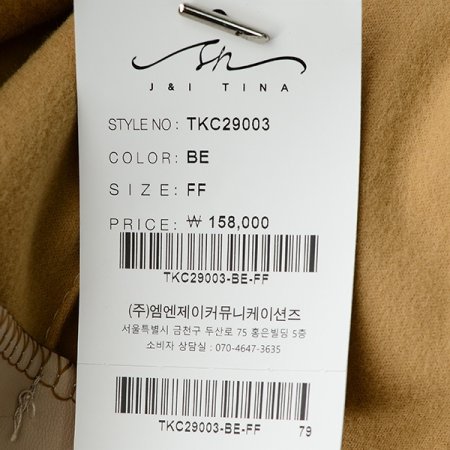 J&I TINA
STYLE NO : TKC29003
COLOR: BE
SIZE: FF
PRICE: ₩ 158,000
TKC29003-BE-FF
(주)엠엔제이커뮤니케이션즈
서울특별시 금천구 두산로 75 홍은빌딩 5층
소비자 상담실 : 070-4647-3635
TKC29003-BE-FF 79